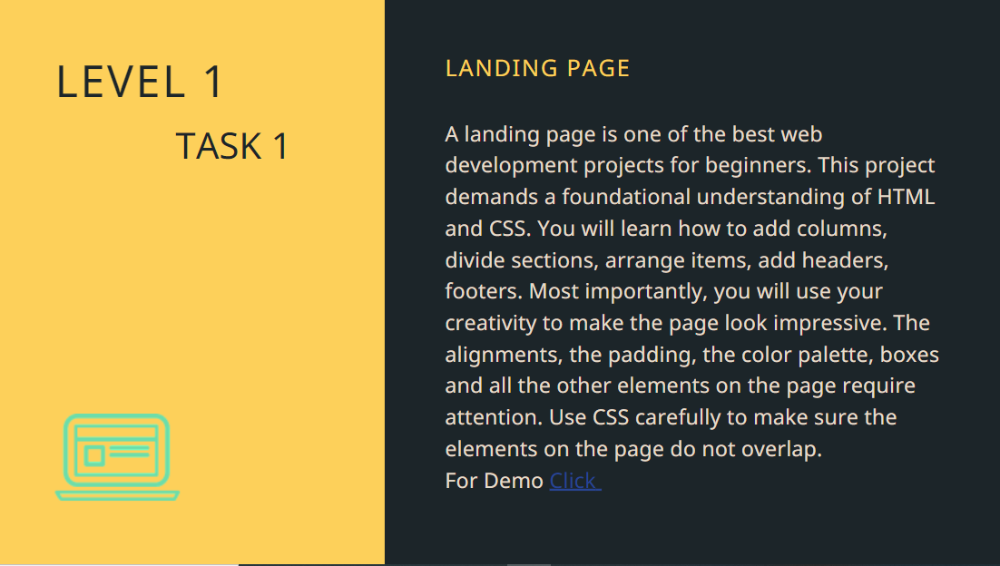 LEVEL 1
TASK 1
LANDING PAGE
A landing page is one of the best web
development projects for beginners. This project
demands a foundational understanding of HTML
and CSS. You will learn how to add columns,
divide sections, arrange items, add headers,
footers. Most importantly, you will use your
creativity to make the page look impressive. The
alignments, the padding, the color palette, boxes
and all the other elements on the page require
attention. Use CSS carefully to make sure the
elements on the page do not overlap.
For Demo Click